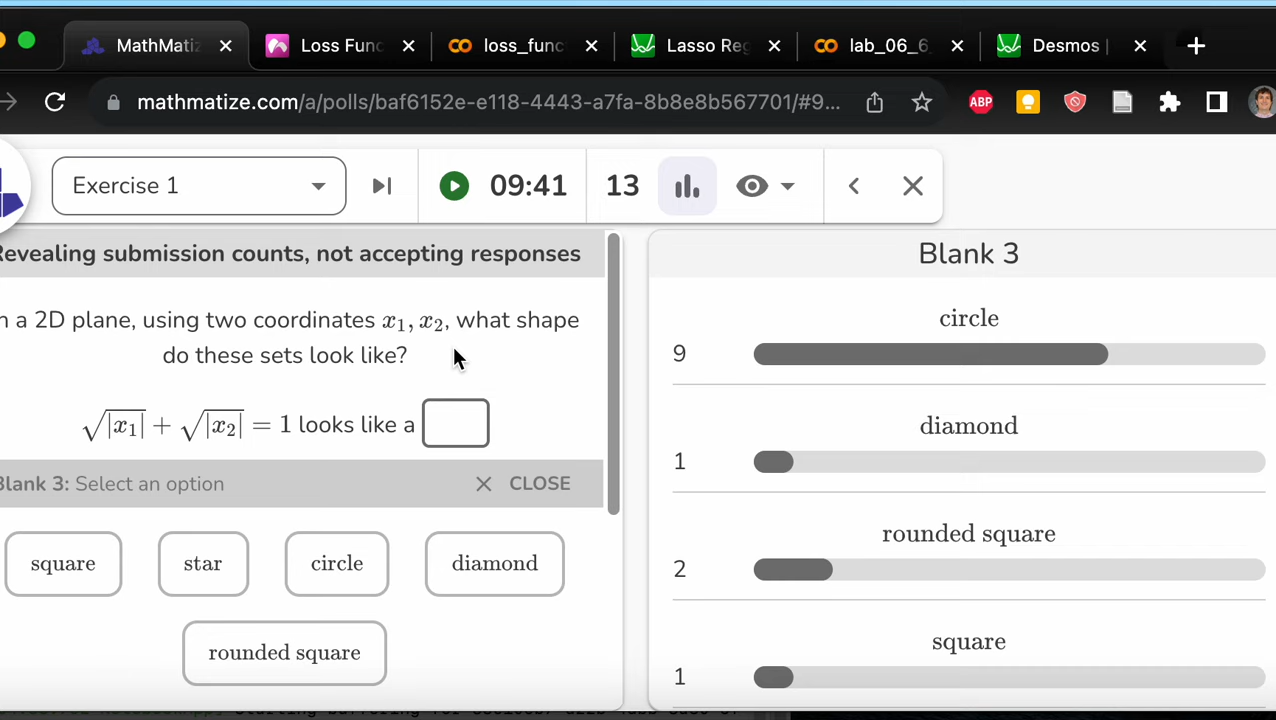 MathMatiz
Loss Func
loss_func
Lasso Reg
lab_06_6
Desmos |
mathmatize.com/a/polls/baf6152e-e118-4443-a7fa-8b8e8b567701/#9...
ABP
Exercise 1
09:41
13
Revealing submission counts, not accepting responses
n a 2D plane, using two coordinates x₁, x₂, what shape
do these sets look like?
√|x₁| + √|x₂| = 1 looks like a
Blank 3: Select an option
CLOSE
square
star
circle
diamond
rounded square
Blank 3
circle
9
diamond
1
rounded square
2
square
1